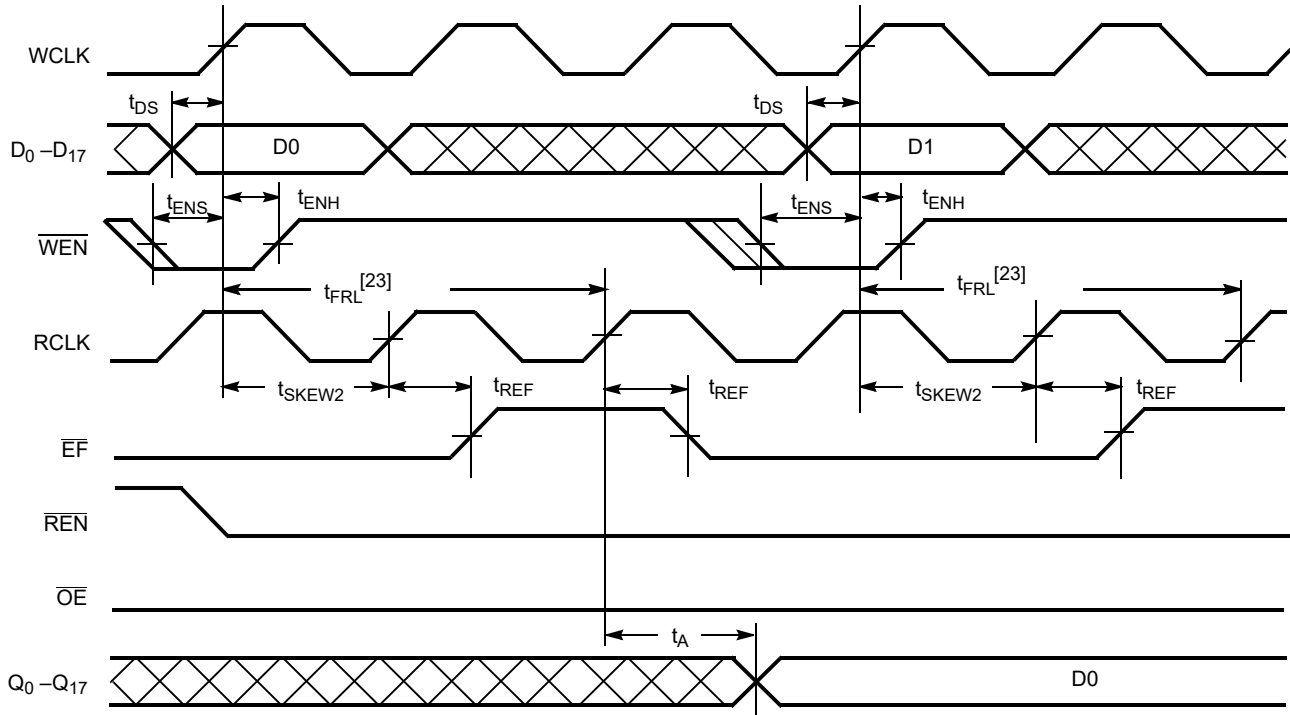 WCLK
tDS tDS
D0 –D17 D0 D1
tENS tENH tENS tENH
WEN
tFRL[23] tFRL[23]
RCLK
tSKEW2 tREF tREF tSKEW2 tREF
EF
REN
OE
tA
Q0 –Q17 D0